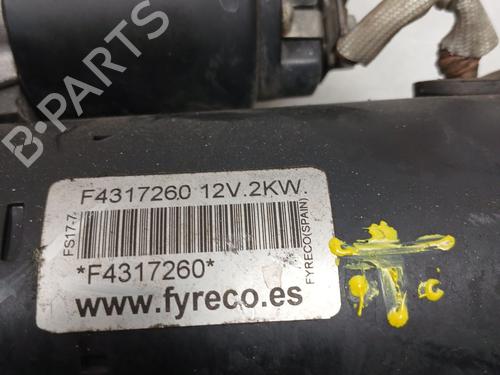 B-PARTS
F4317260 12V.2KW.
FS17-7.
FYRECO(SPAIN).
*F4317260*
www.fyreco.es